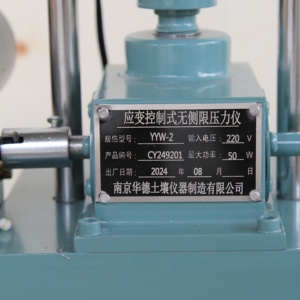 应变控制式无侧限压力仪
规格型号: YYW-2 输入电压: 220 V
产品编号: CY249201 最大功率: 50 W
出厂日期: 2024 年 08 月 日
南京华德土壤仪器制造有限公司